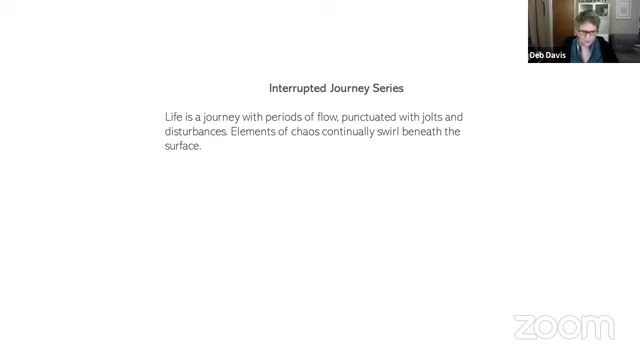 Deb Davis
Interrupted Journey Series
Life is a journey with periods of flow, punctuated with jolts and
disturbances. Elements of chaos continually swirl beneath the
surface.
zoom